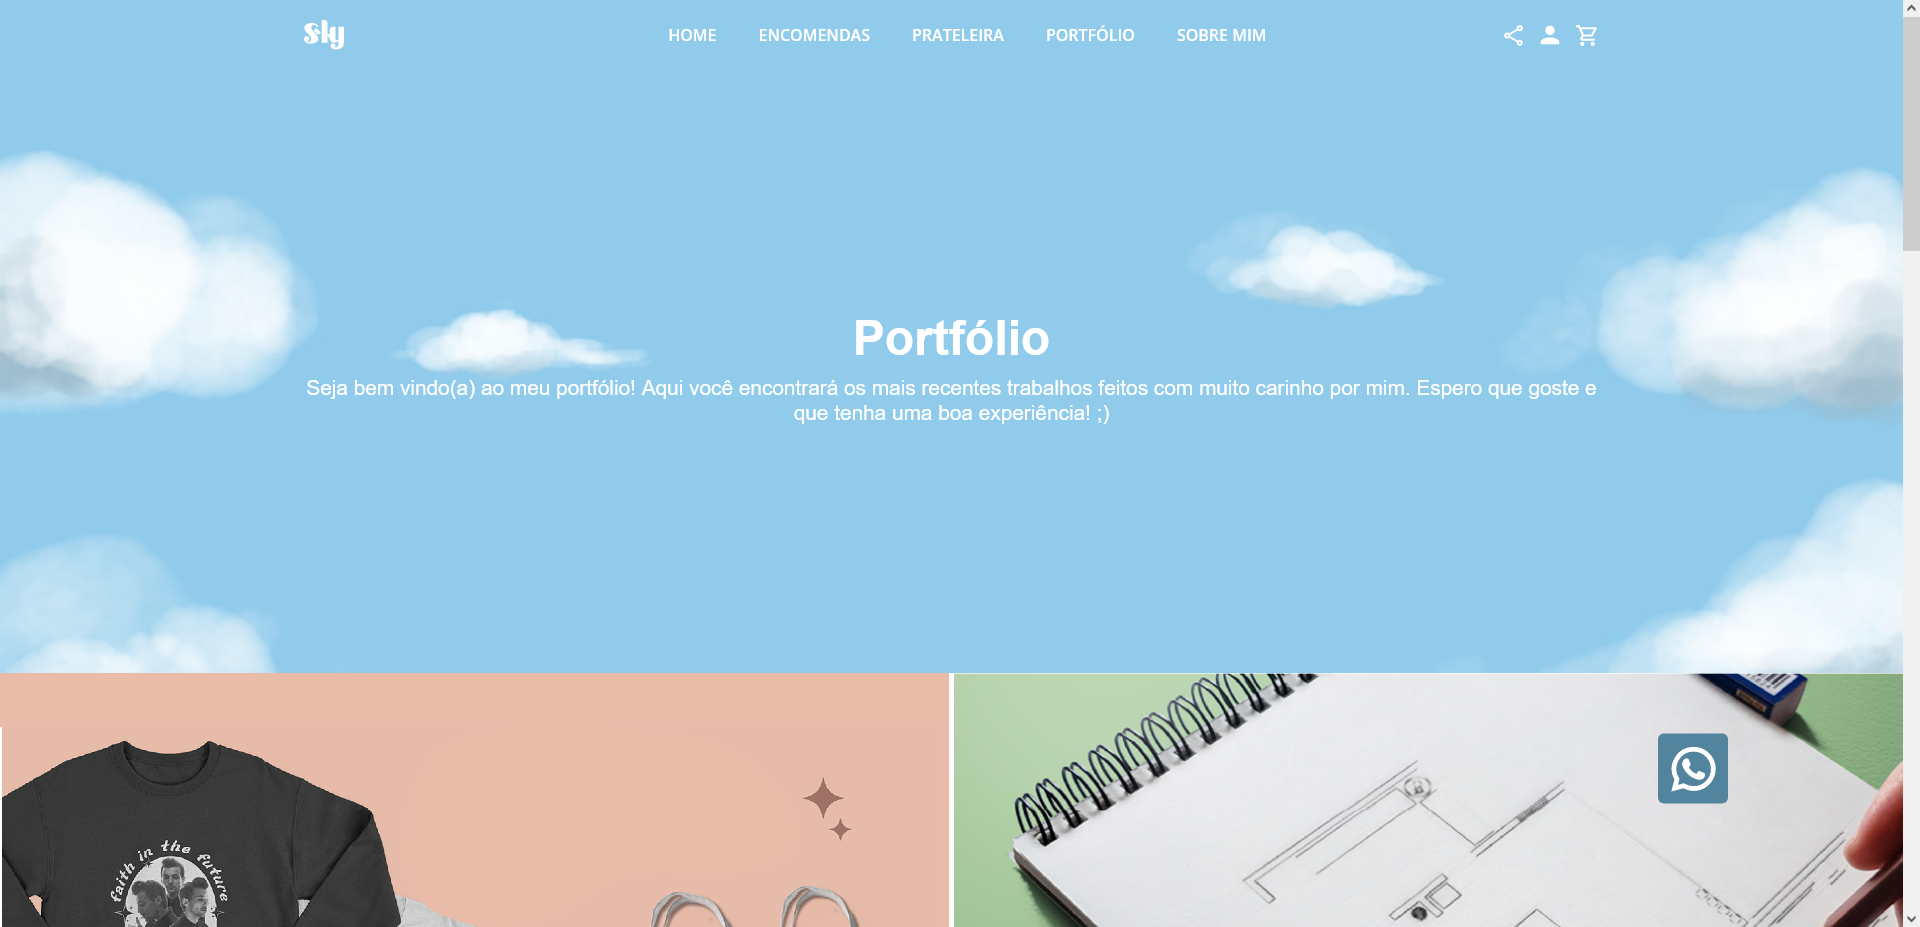 sky
HOME ENCOMENDAS PRATELEIRA PORTFÓLIO SOBRE MIM
Portfólio
Seja bem vindo(a) ao meu portfólio! Aqui você encontrará os mais recentes trabalhos feitos com muito carinho por mim. Espero que goste e
que tenha uma boa experiência! ;)
faith in the future